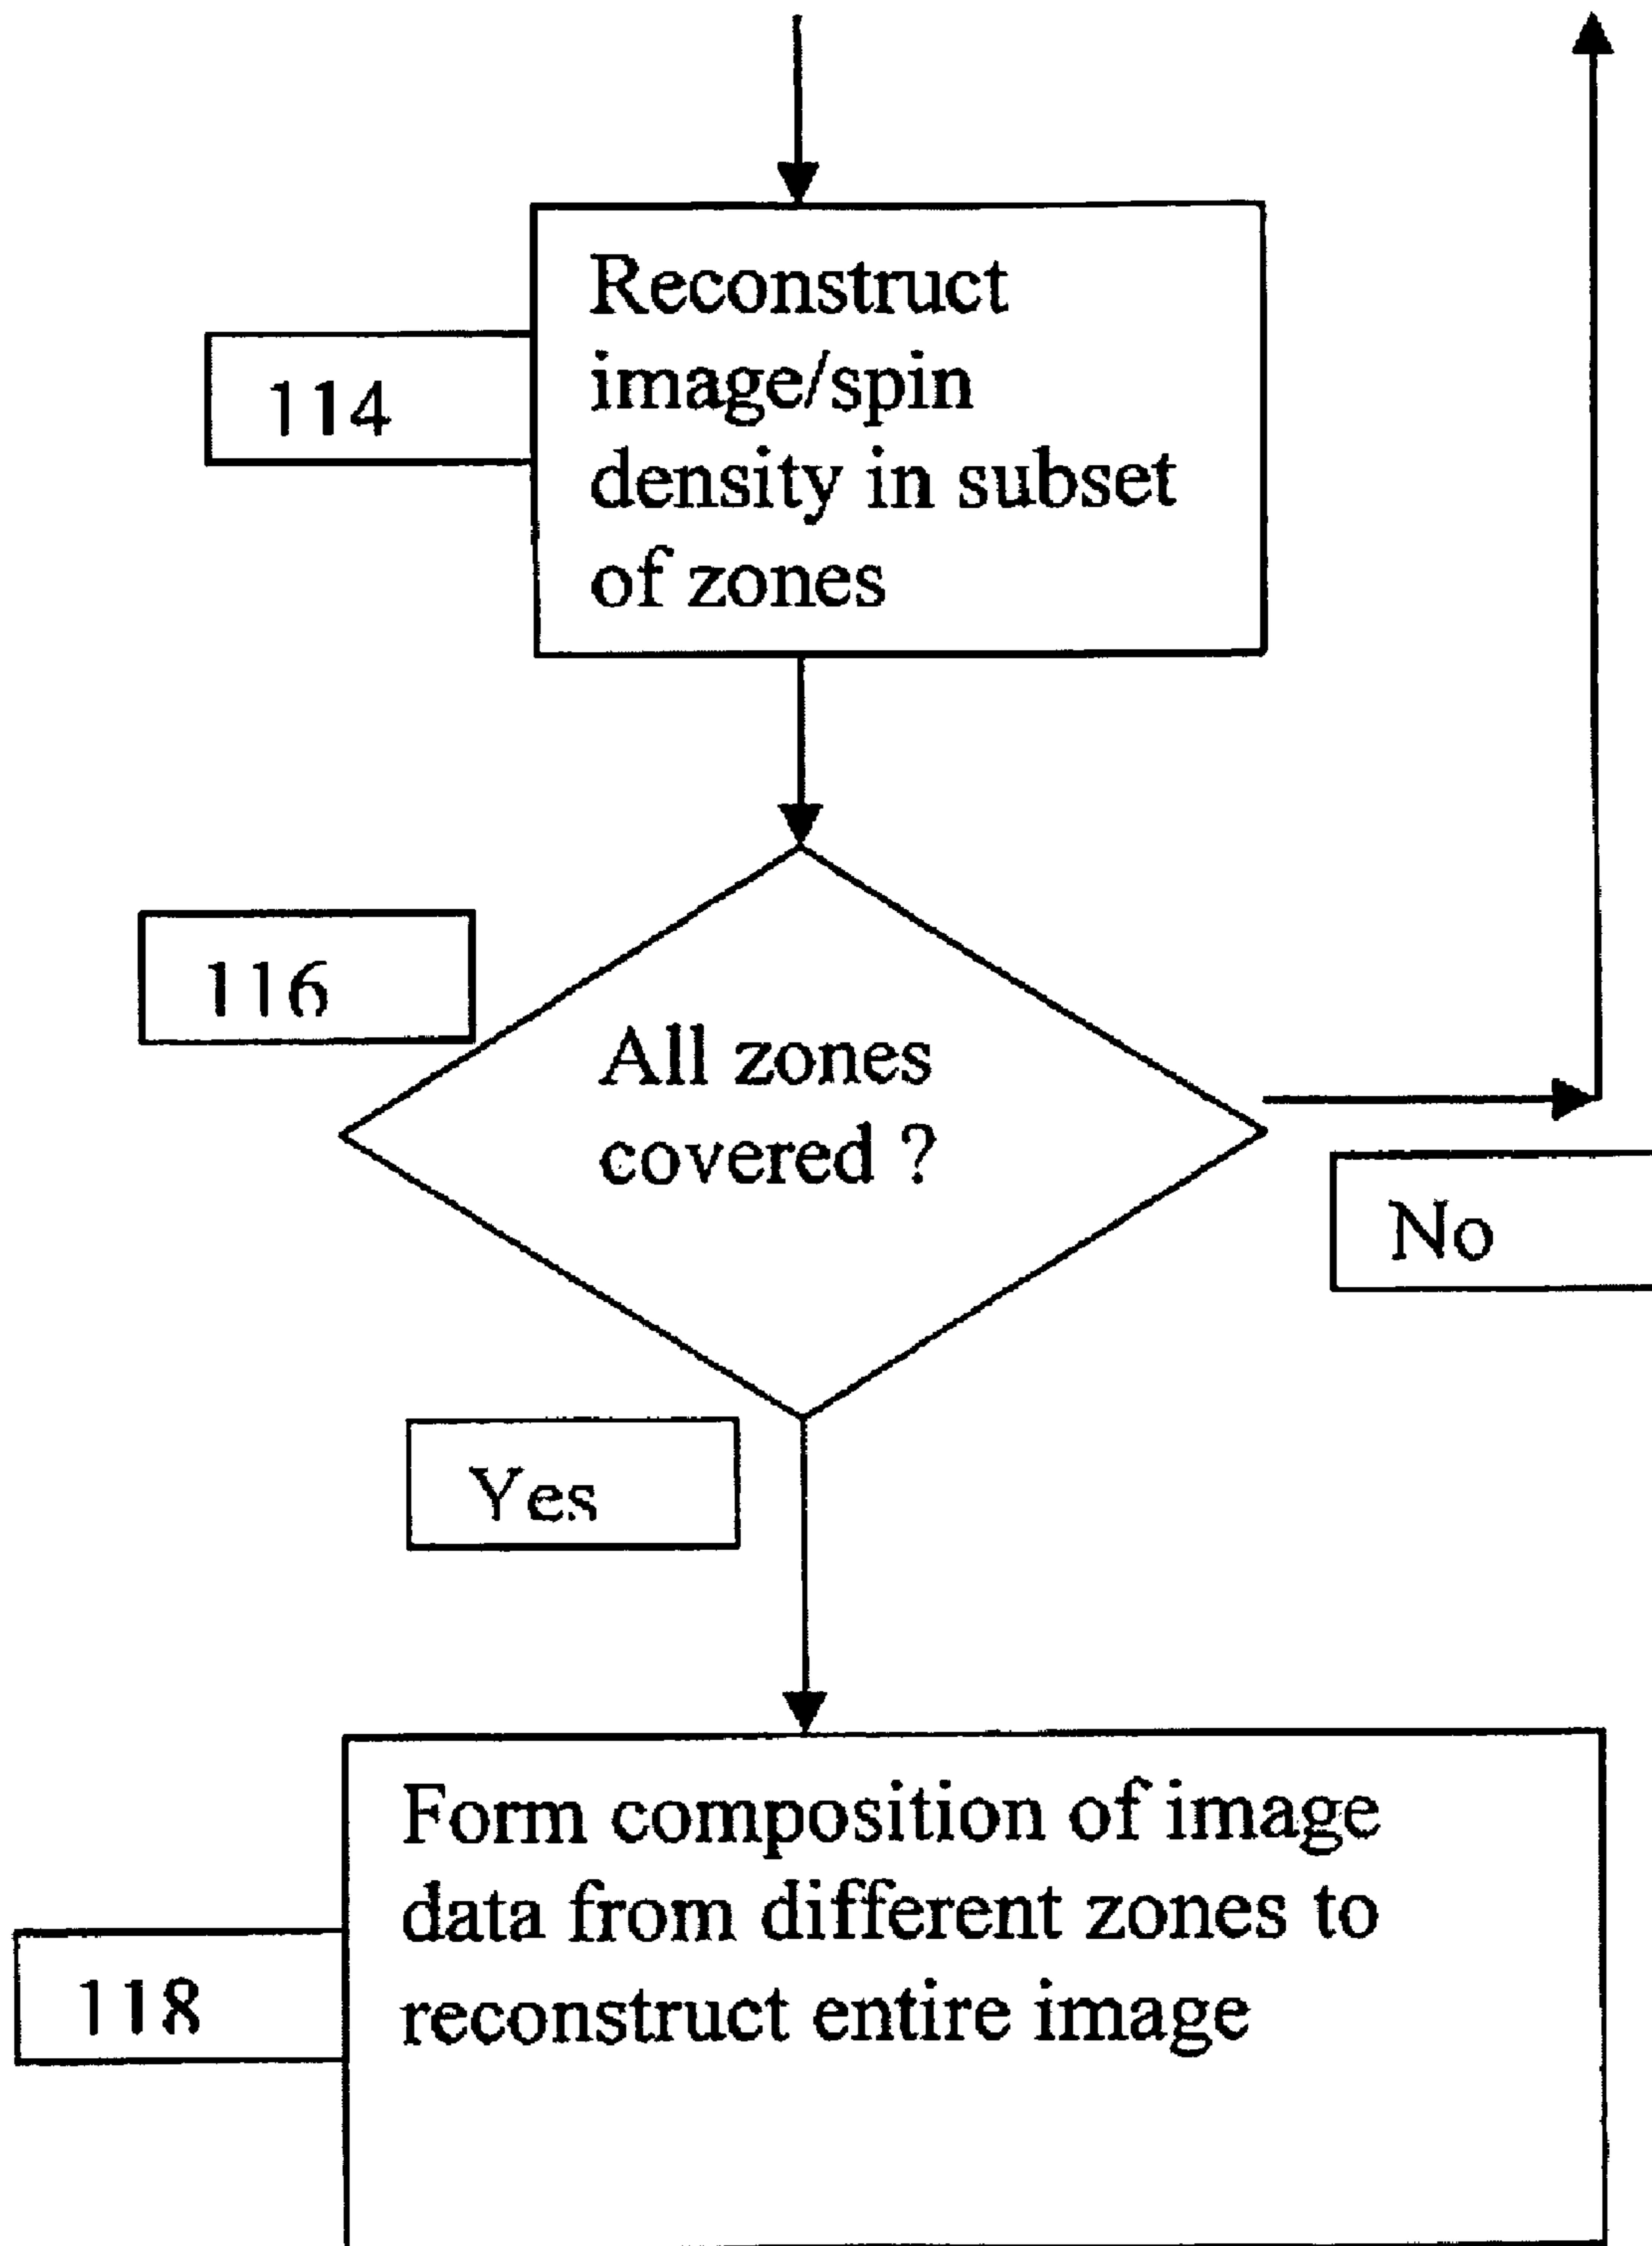 Reconstruct
image/spin
density in subset
of zones
114
116
All zones
covered ?
No
Yes
Form composition of image
data from different zones to
reconstruct entire image
118